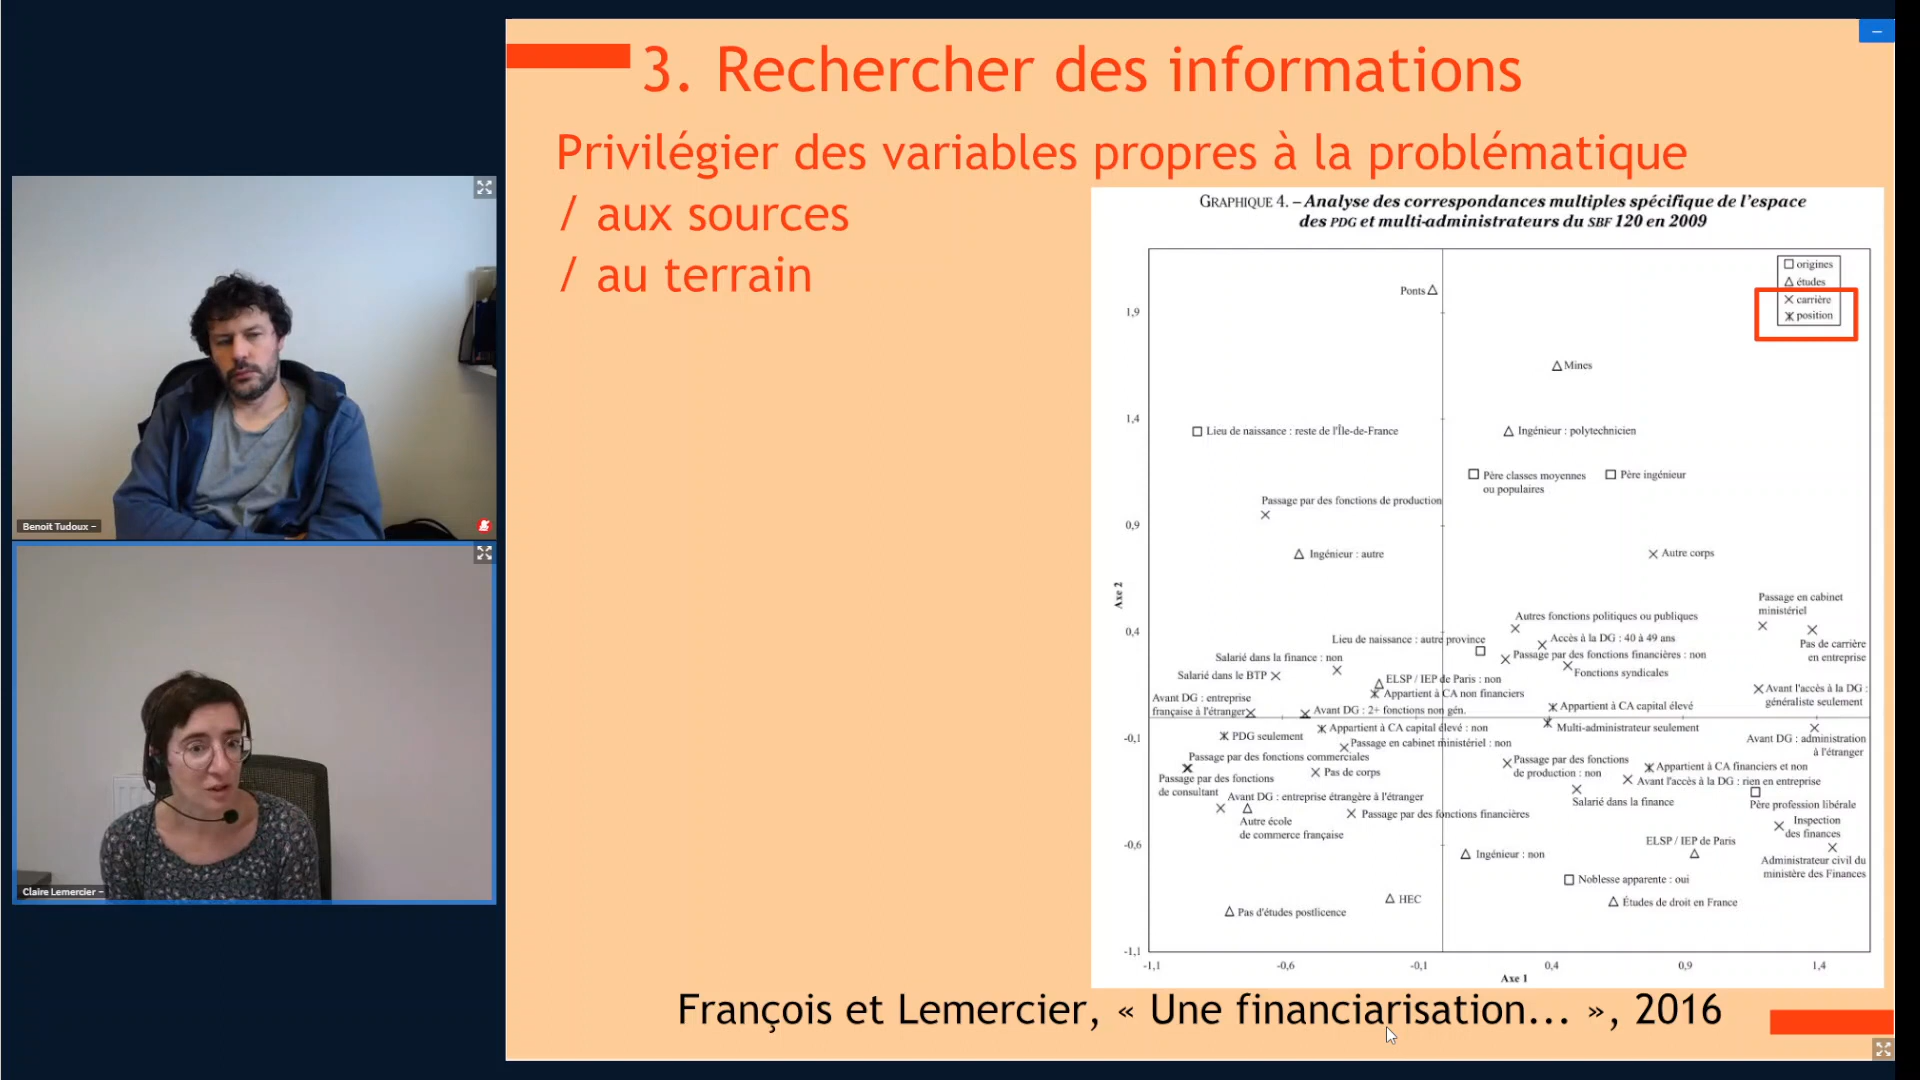 3. Rechercher des informations
Privilégier des variables propres à la problématique
/ aux sources
/ au terrain
GRAPHIQUE 4. – Analyse des correspondances multiples spécifique de l'espace
des PDG et multi-administrateurs du SBF 120 en 2009
origines
études
carrière
position
Ponts
1,9
Mines
1,4
Lieu de naissance : reste de l'Île-de-France
Ingénieur : polytechnicien
Père classes moyennes
ou populaires
Père ingénieur
Passage par des fonctions de production
0,9
Ingénieur : autre
Autre corps
Axe 2
Passage en cabinet
ministériel
Autres fonctions politiques ou publiques
0,4
Lieu de naissance : autre province
Accès à la DG : 40 à 49 ans
Pas de carrière
en entreprise
Salarié dans la finance : non
Passage par des fonctions financières : non
Salarié dans le BTP
Fonctions syndicales
ELSP / IEP de Paris : non
Appartient à CA non financiers
Avant l'accès à la DG :
généraliste seulement
Avant DG : entreprise
française à l'étranger
Avant DG : 2+ fonctions non gén.
Appartient à CA capital élevé
Appartient à CA capital élevé : non
Multi-administrateur seulement
-0,1
PDG seulement
Passage en cabinet ministériel : non
Avant DG : administration
à l'étranger
Passage par des fonctions commerciales
Passage par des fonctions
de production : non
Appartient à CA financiers et non
Passage par des fonctions
de consultant
Pas de corps
Avant l'accès à la DG : rien en entreprise
Avant DG : entreprise étrangère à l'étranger
Salarié dans la finance
Père profession libérale
Autre école
de commerce française
Passage par des fonctions financières
Inspection
des finances
-0,6
ELSP / IEP de Paris
Ingénieur : non
Administrateur civil du
ministère des Finances
Noblesse apparente : oui
HEC
Études de droit en France
Pas d'études postlicence
-1,1
-1,1
-0,6
-0,1
0,4
0,9
1,4
Axe 1
François et Lemercier, « Une financiarisation... », 2016
Benoit Tudoux –
Claire Lemercier –